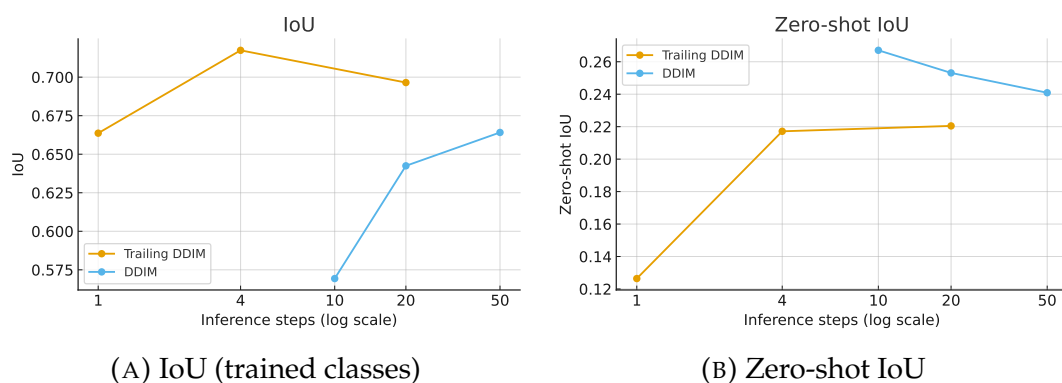 IoU
0.700
0.675
0.650
0.625
0.600
0.575
IoU
Trailing DDIM
DDIM
1 4 10 20 50
Inference steps (log scale)
(A) IoU (trained classes)
Zero-shot IoU
0.26
0.24
0.22
0.20
0.18
0.16
0.14
0.12
Zero-shot IoU
Trailing DDIM
DDIM
1 4 10 20 50
Inference steps (log scale)
(B) Zero-shot IoU